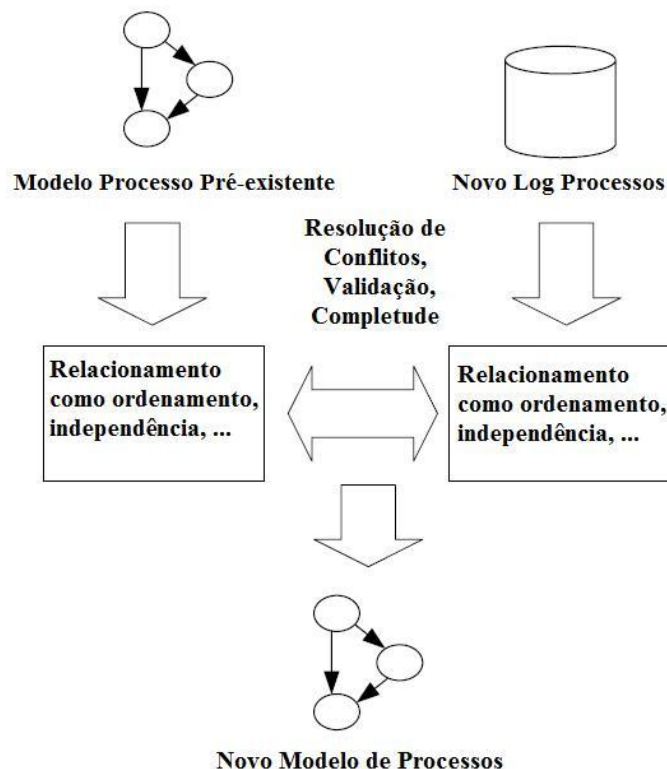 Modelo Processo Pré-existente
Novo Log Processos
Resolução de
Conflitos,
Validação,
Completude
Relacionamento
como ordenamento,
independência, ...
Relacionamento
como ordenamento,
independência, ...
Novo Modelo de Processos